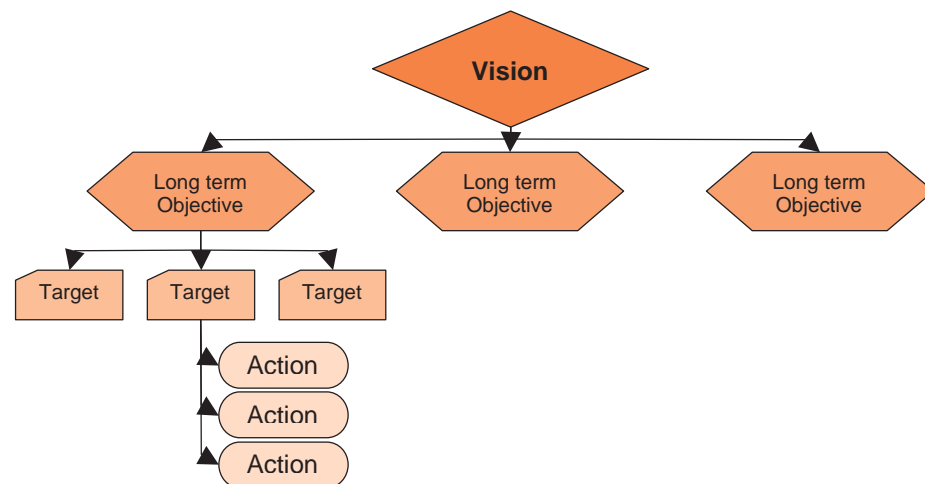 Vision
Long term
Objective
Long term
Objective
Long term
Objective
Target
Target
Target
Action
Action
Action